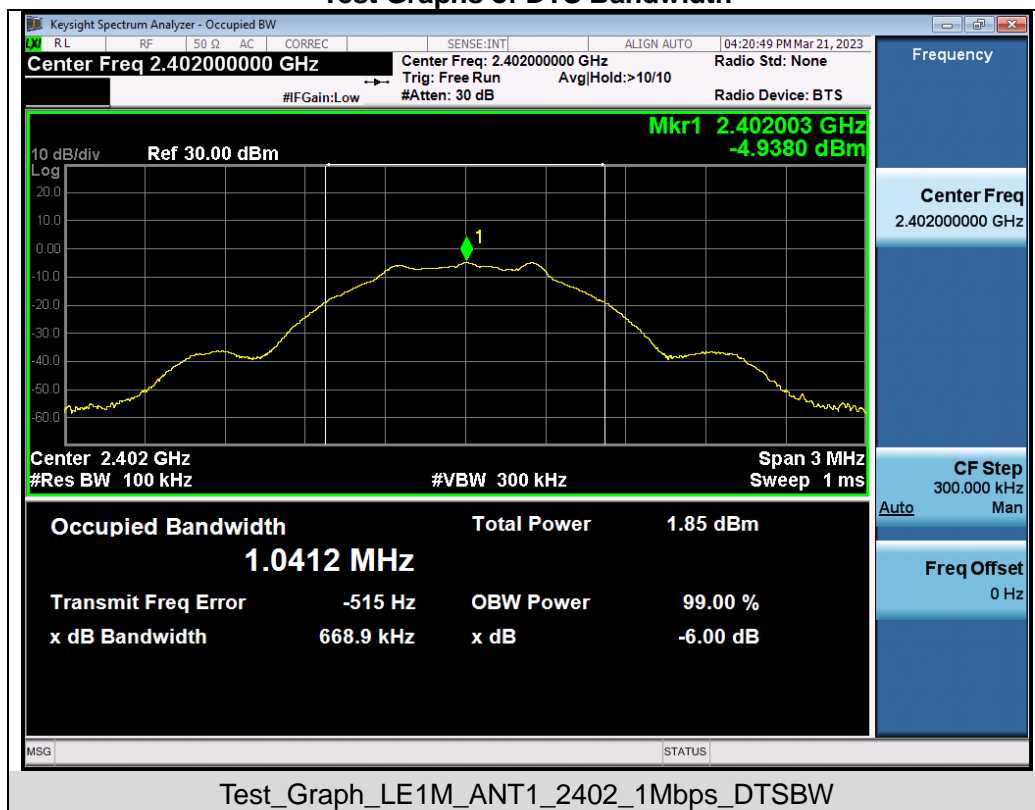 Test Graphs of DTS Bandwidth
Keysight Spectrum Analyzer - Occupied BW
LXI RL RF 50 Ω AC CORREC SENSE:INT ALIGN AUTO 04:20:49 PM Mar 21, 2023
Center Freq 2.402000000 GHz
Center Freq: 2.402000000 GHz
Radio Std: None
Trig: Free Run
Avg|Hold:>10/10
#IFGain:Low
#Atten: 30 dB
Radio Device: BTS
Mkr1 2.402003 GHz
-4.9380 dBm
10 dB/div
Ref 30.00 dBm
Log
20.0
10.0
0.00
-10.0
-20.0
-30.0
-40.0
-50.0
-60.0
1
Center 2.402 GHz
Span 3 MHz
#Res BW 100 kHz
#VBW 300 kHz
Sweep 1 ms
Occupied Bandwidth
1.0412 MHz
Total Power 1.85 dBm
Transmit Freq Error -515 Hz
OBW Power 99.00 %
x dB Bandwidth 668.9 kHz
x dB -6.00 dB
MSG
STATUS
Frequency
Center Freq
2.402000000 GHz
CF Step
300.000 kHz
Auto Man
Freq Offset
0 Hz
Test_Graph_LE1M_ANT1_2402_1Mbps_DTSBW